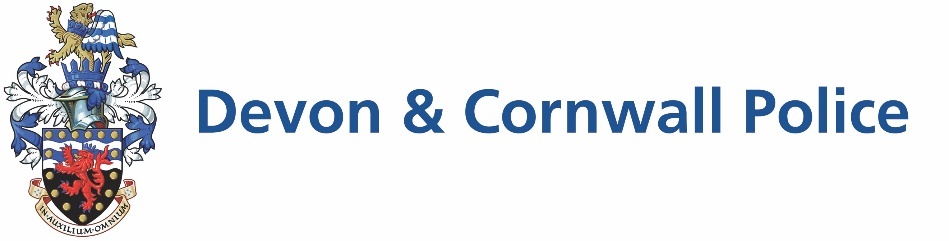 Devon & Cornwall Police
IN·AUXILIUM·OMNIUM